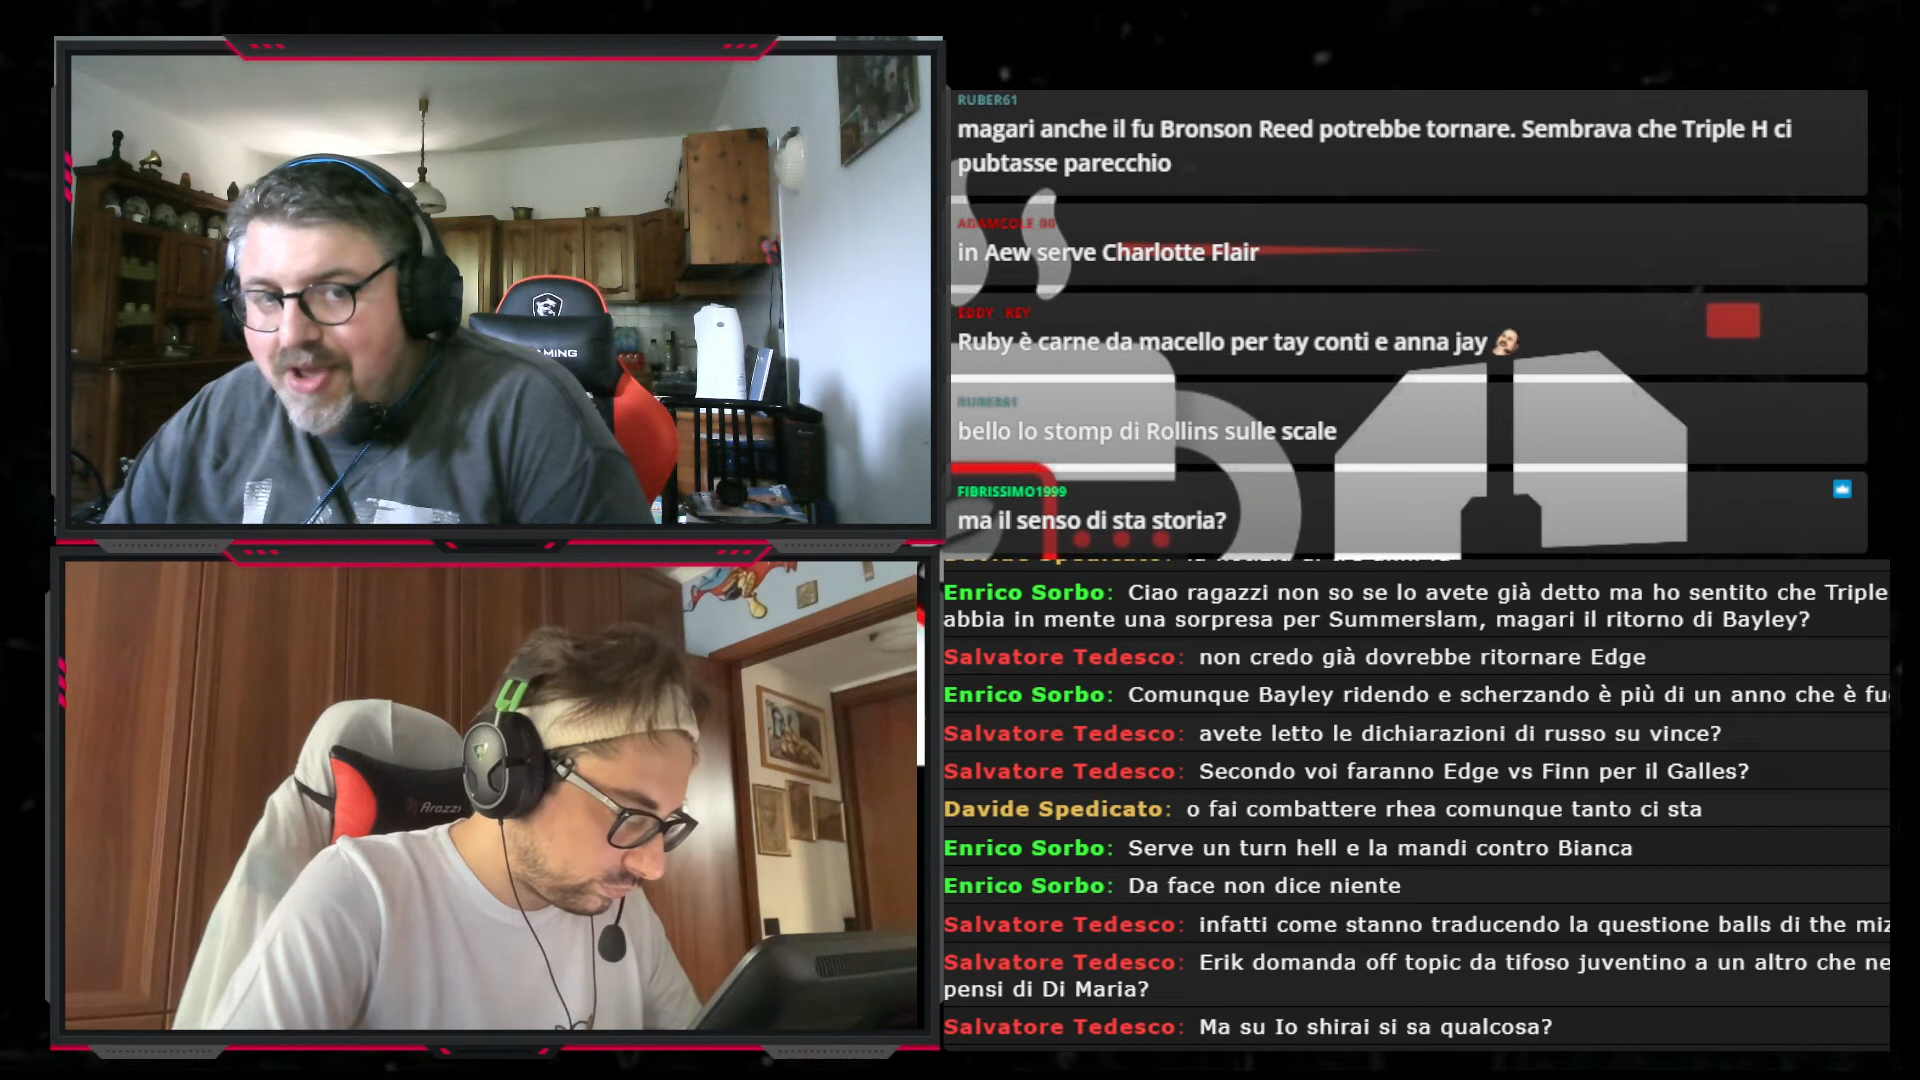 RUBER61
magari anche il fu Bronson Reed potrebbe tornare. Sembrava che Triple H ci
pubtasse parecchio
ADAMCOLE 90
in Aew serve Charlotte Flair
EDDY_KEY
Ruby è carne da macello per tay conti e anna jay
RUBER61
bello lo stomp di Rollins sulle scale
FIBRISSIMO1999
ma il senso di sta storia?
Enrico Sorbo: Ciao ragazzi non so se lo avete già detto ma ho sentito che Triple
abbia in mente una sorpresa per Summerslam, magari il ritorno di Bayley?
Salvatore Tedesco: non credo già dovrebbe ritornare Edge
Enrico Sorbo: Comunque Bayley ridendo e scherzando è più di un anno che è fu
Salvatore Tedesco: avete letto le dichiarazioni di russo su vince?
Salvatore Tedesco: Secondo voi faranno Edge vs Finn per il Galles?
Davide Spedicato: o fai combattere rhea comunque tanto ci sta
Enrico Sorbo: Serve un turn hell e la mandi contro Bianca
Enrico Sorbo: Da face non dice niente
Salvatore Tedesco: infatti come stanno traducendo la questione balls di the miz
Salvatore Tedesco: Erik domanda off topic da tifoso juventino a un altro che ne
pensi di Di Maria?
Salvatore Tedesco: Ma su Io shirai si sa qualcosa?
Arozzi